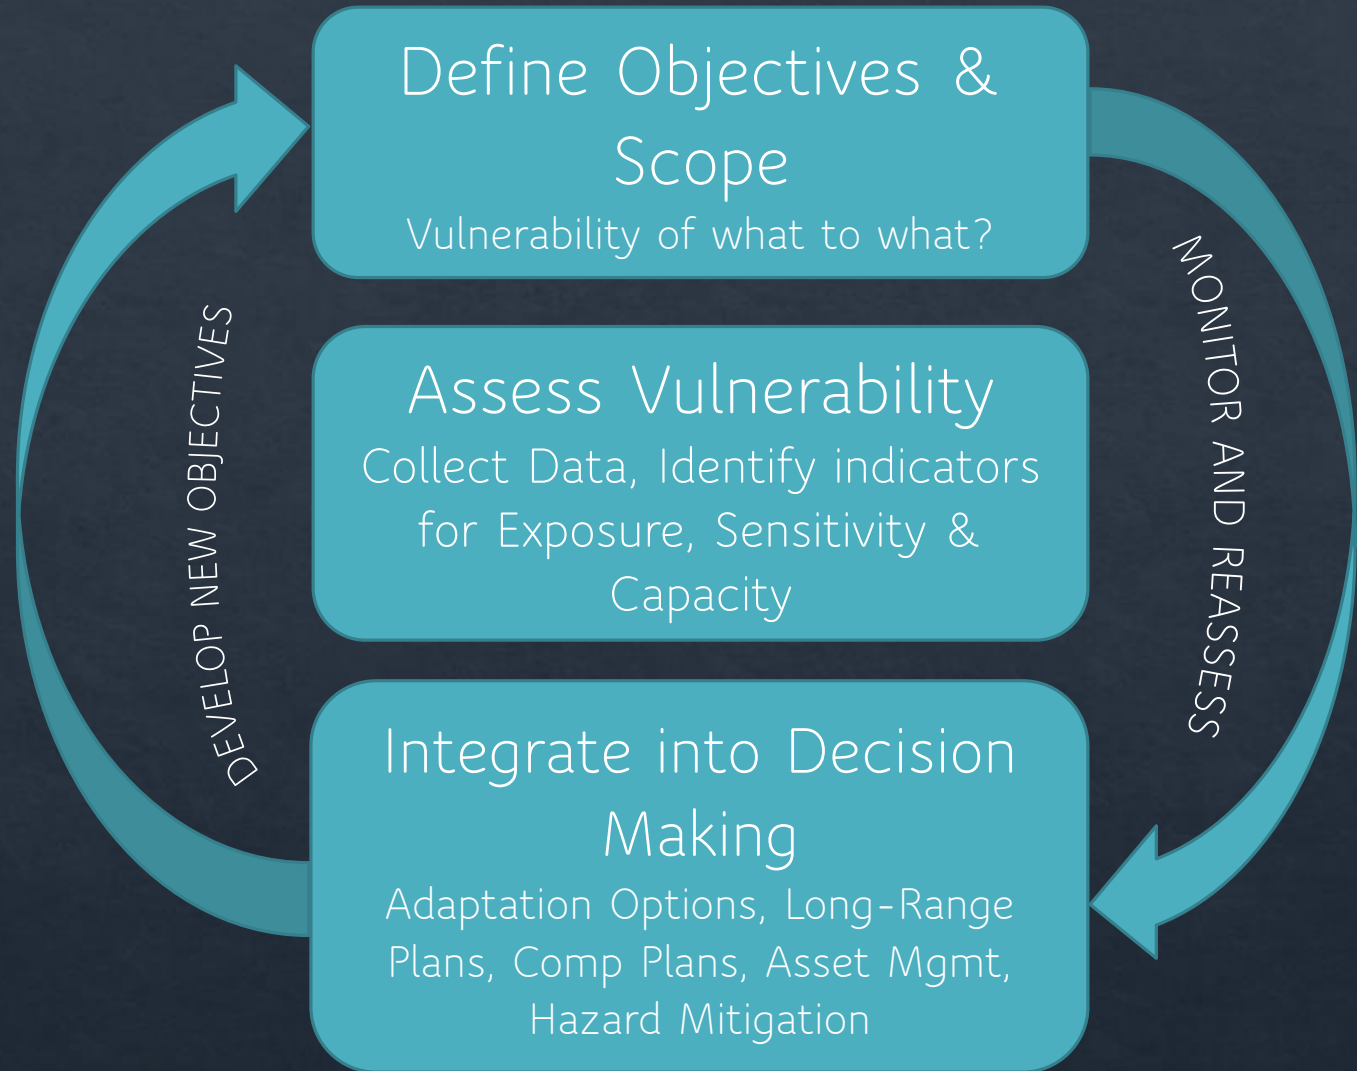 Define Objectives &
Scope
Vulnerability of what to what?
Assess Vulnerability
Collect Data, Identify indicators
for Exposure, Sensitivity &
Capacity
Integrate into Decision
Making
Adaptation Options, Long-Range
Plans, Comp Plans, Asset Mgmt,
Hazard Mitigation
MONITOR AND REASSESS
DEVELOP NEW OBJECTIVES